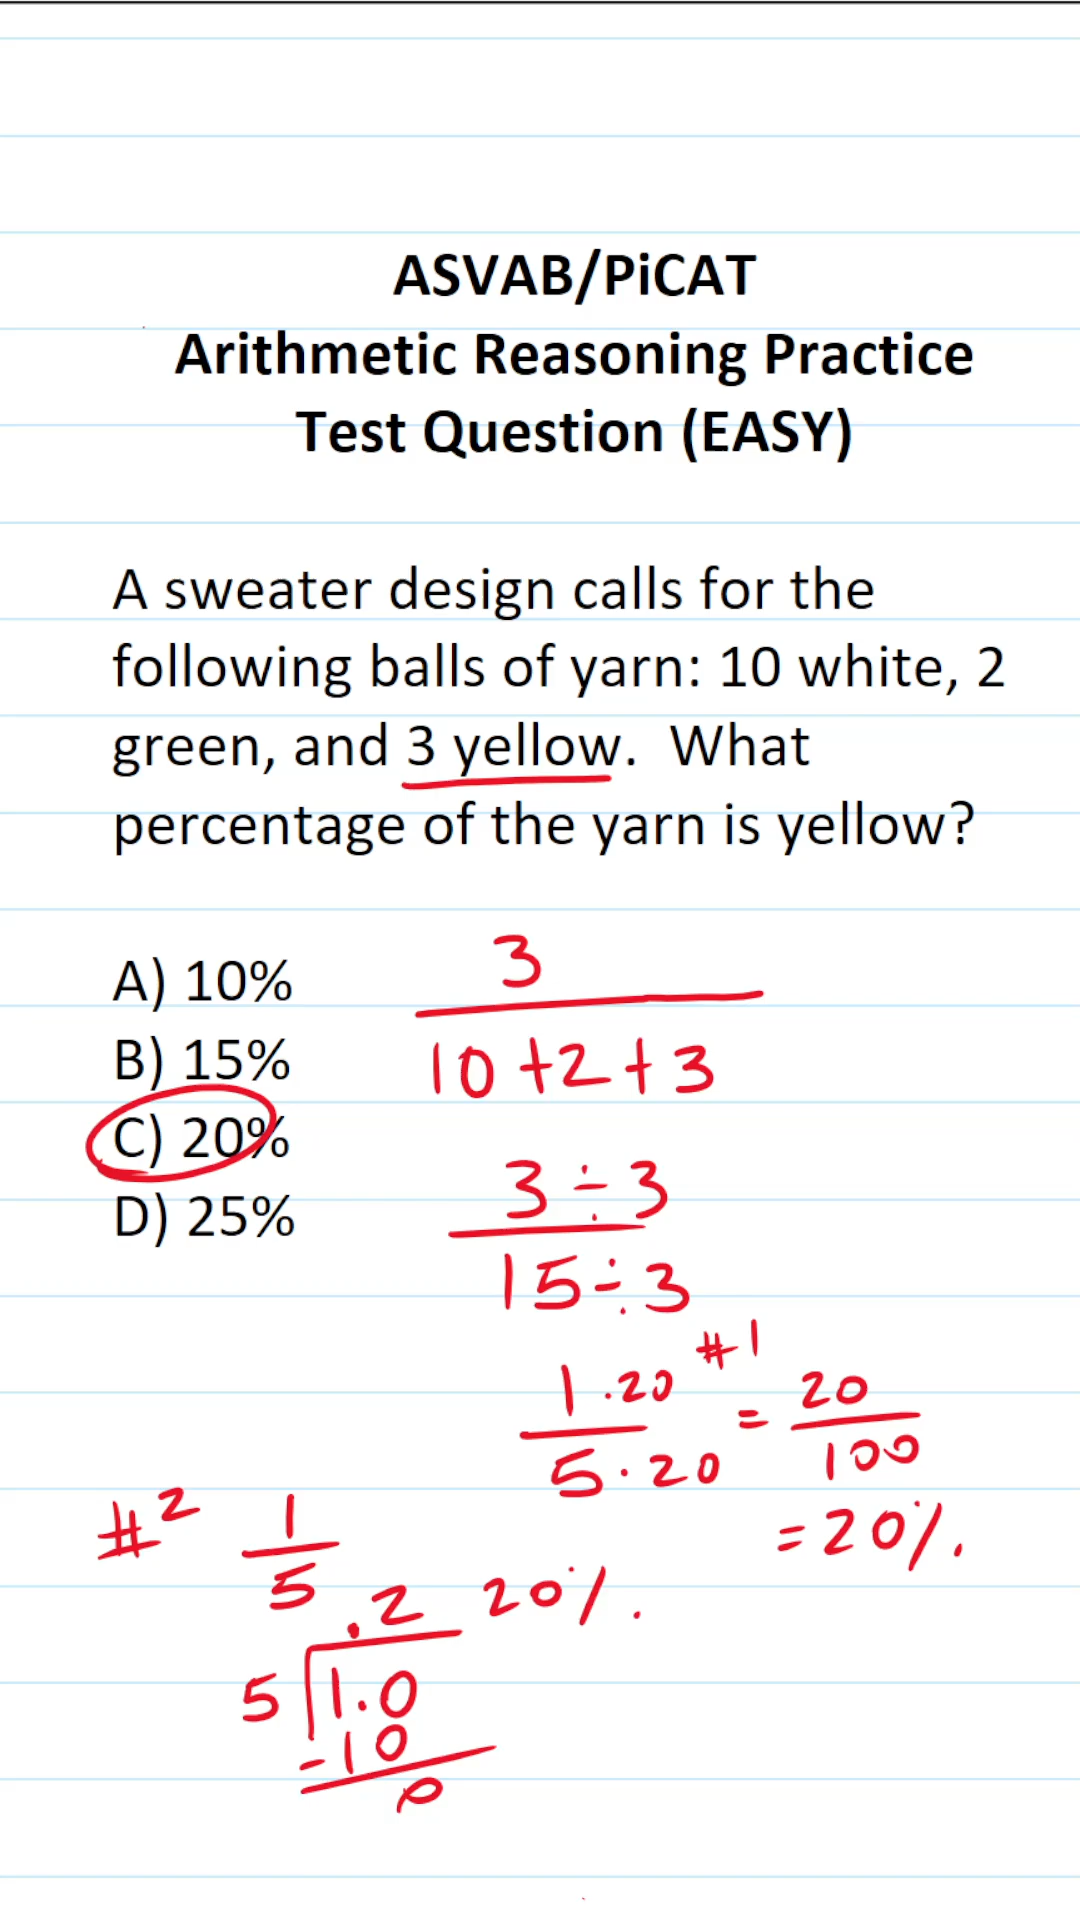 ASVAB/PiCAT
Arithmetic Reasoning Practice
Test Question (EASY)
A sweater design calls for the
following balls of yarn: 10 white, 2
green, and 3 yellow.  What
percentage of the yarn is yellow?
A) 10%
B) 15%
C) 20%
D) 25%
3
10 + 2 + 3
3 ÷ 3
15 ÷ 3
#1
1 · 20 = 20
5 · 20 100
= 20%.
#2 1
5
.2 20%.
5 1.0
- 10
0